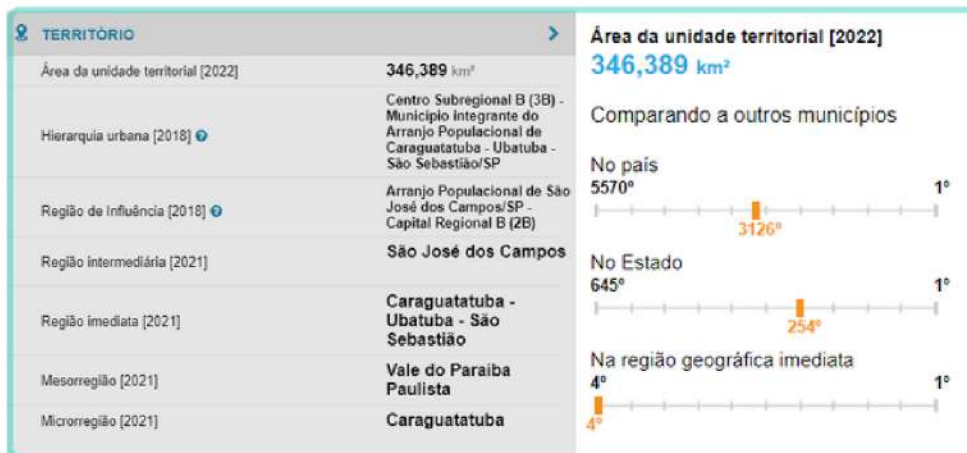 TERRITÓRIO
Área da unidade territorial [2022]
346,389 km²
Hierarquia urbana [2018]
Centro Subregional B (3B) -
Município integrante do
Arranjo Populacional de
Caraguatatuba - Ubatuba -
São Sebastião/SP
Região de Influência [2018]
Arranjo Populacional de São
José dos Campos/SP -
Capital Regional B (2B)
Região intermediária [2021]
São José dos Campos
Região imediata [2021]
Caraguatatuba -
Ubatuba - São
Sebastião
Mesorregião [2021]
Vale do Paraiba
Paulista
Microrregião [2021]
Caraguatatuba
Área da unidade territorial [2022]
346,389 km²
Comparando a outros municípios
No país
5570º 1º
3126º
No Estado
645º 1º
254º
Na região geográfica imediata
4º 1º
4º